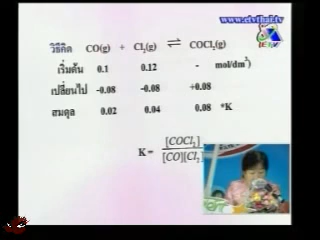 www.etvthai.tv
ETV
วิธีคิด CO(g) + Cl2(g) ⇌ COCl2(g)
เริ่มต้น 0.1 0.12 - mol/dm3)
เปลี่ยนไป -0.08 -0.08 +0.08
สมดุล 0.02 0.04 0.08 *K
K = [COCl2]
[CO][Cl2